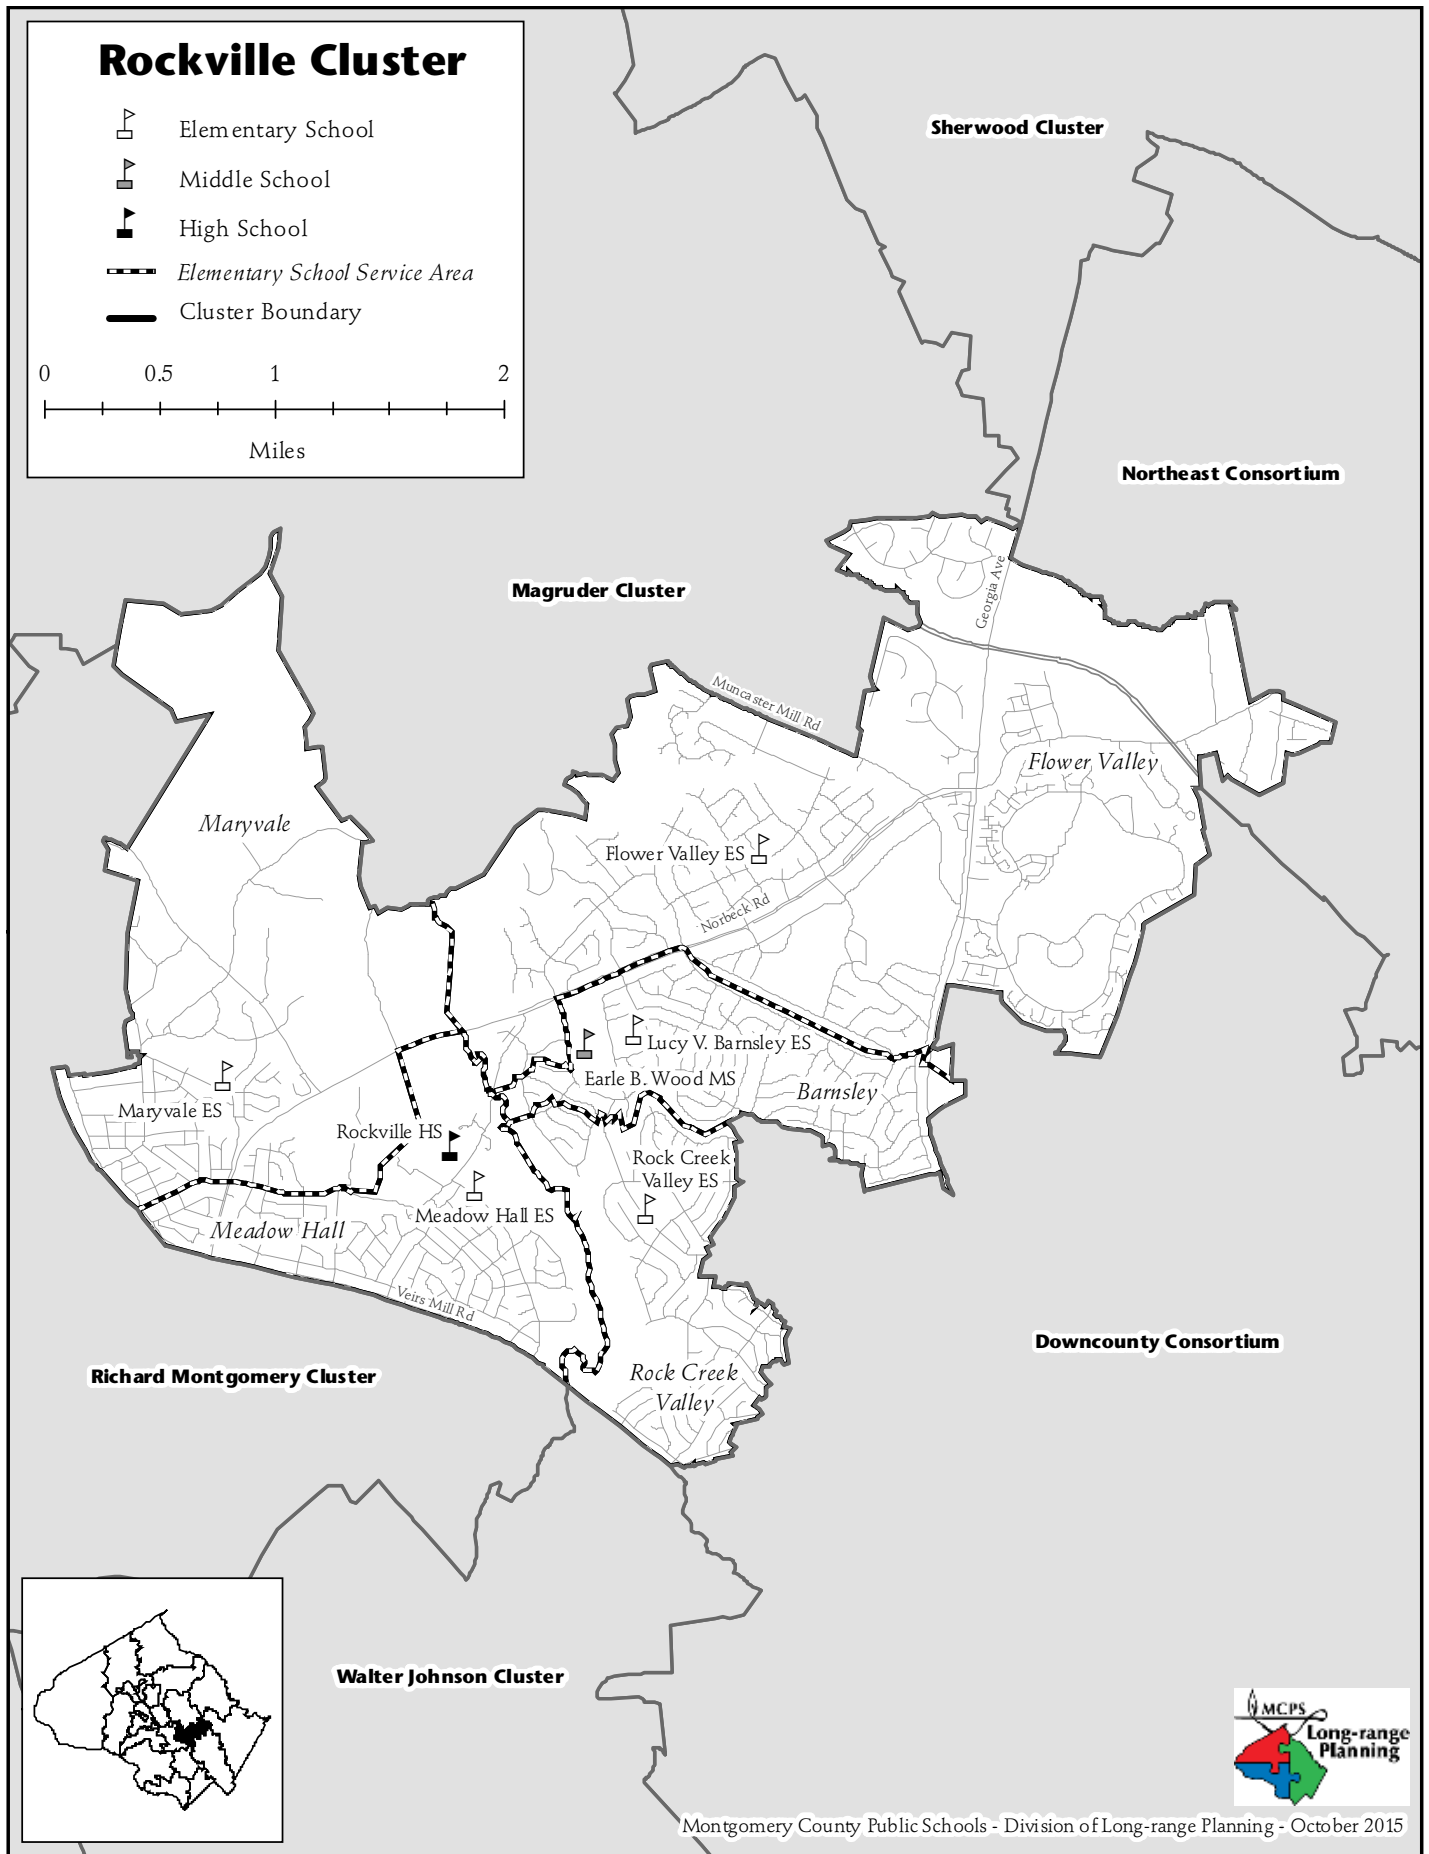 Rockville Cluster
Elementary School
Middle School
High School
Elementary School Service Area
Cluster Boundary
0 0.5 1 2
Miles
Sherwood Cluster
Northeast Consortium
Magruder Cluster
Georgia Ave
Muncaster Mill Rd
Flower Valley
Maryvale
Flower Valley ES
Norbeck Rd
Lucy V. Barnsley ES
Earle B. Wood MS
Barnsley
Maryvale ES
Rockville HS
Rock Creek
Valley ES
Meadow Hall ES
Meadow Hall
Veirs Mill Rd
Downcounty Consortium
Richard Montgomery Cluster
Rock Creek
Valley
Walter Johnson Cluster
MCPS
Long-range
Planning
Montgomery County Public Schools - Division of Long-range Planning - October 2015